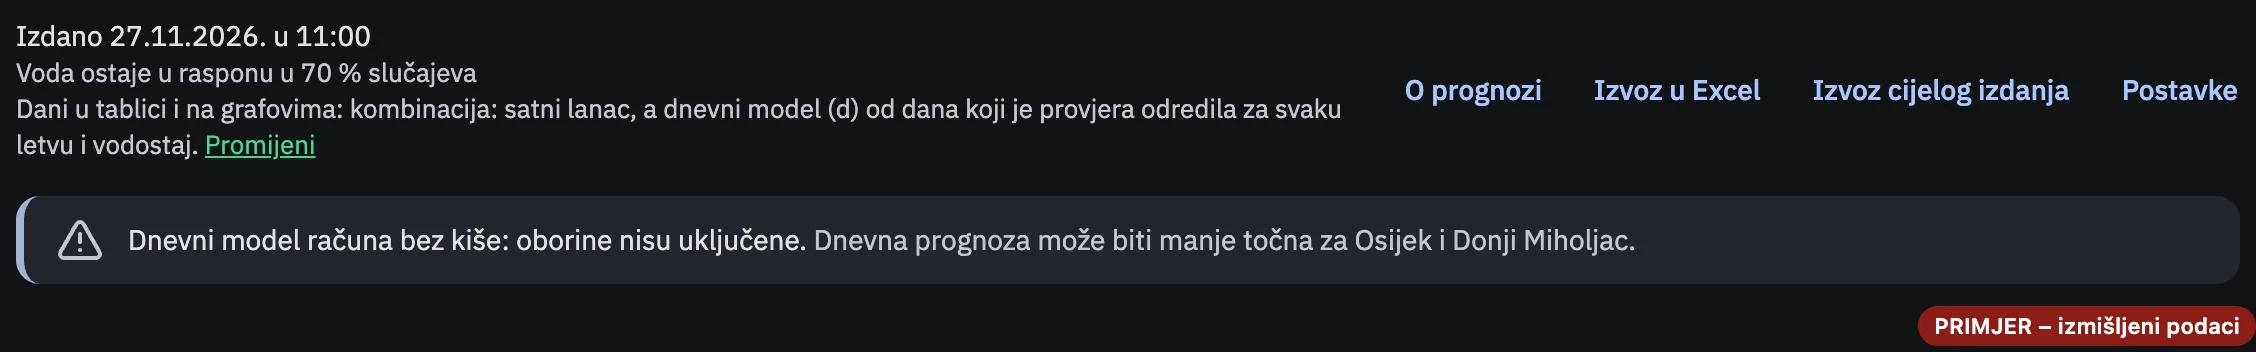 Izdano 27.11.2026. u 11:00
Voda ostaje u rasponu u 70 % slučajeva
Dani u tablici i na grafovima: kombinacija: satni lanac, a dnevni model (d) od dana koji je provjera odredila za svaku
letvu i vodostaj. Promijeni
O prognozi
Izvoz u Excel
Izvoz cijelog izdanja
Postavke
Dnevni model računa bez kiše: oborine nisu uključene. Dnevna prognoza može biti manje točna za Osijek i Donji Miholjac.
PRIMJER – izmišljeni podaci